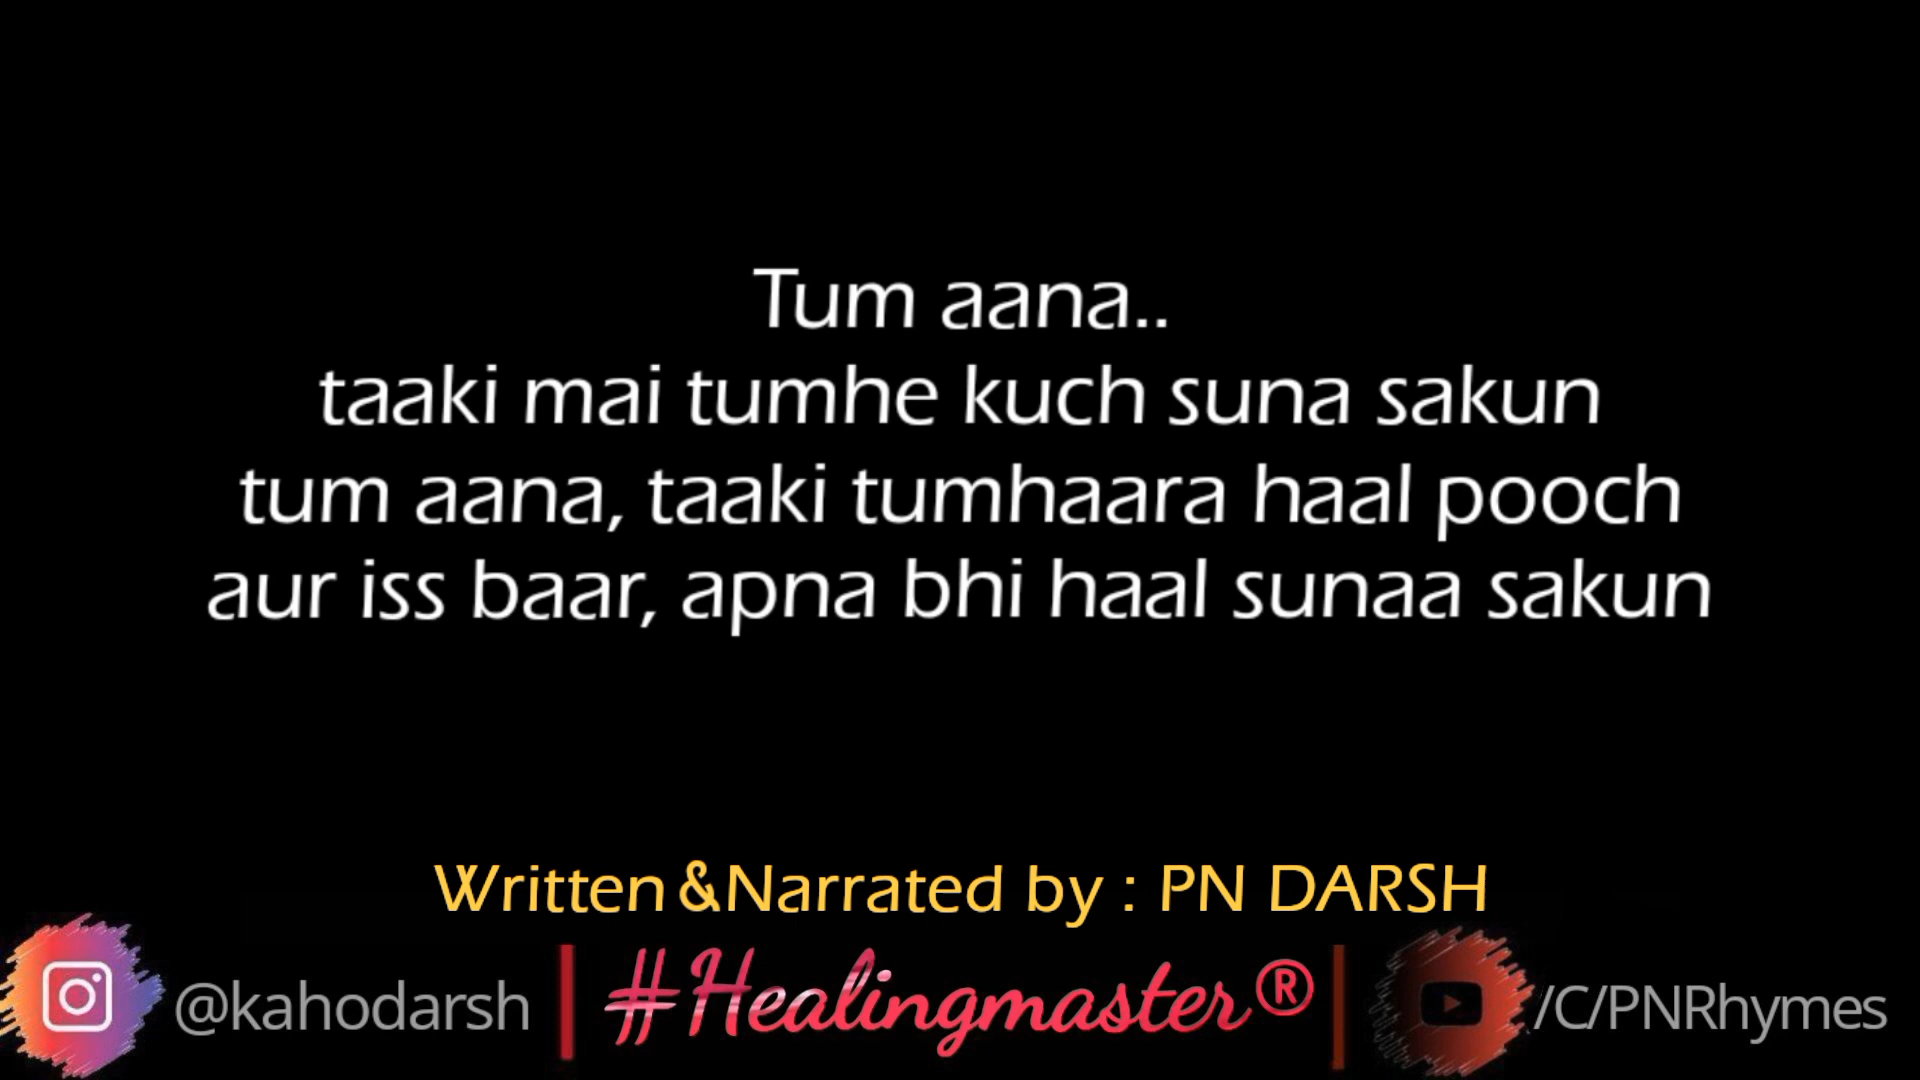 Tum aana..
taaki mai tumhe kuch suna sakun
tum aana, taaki tumhaara haal pooch
aur iss baar, apna bhi haal sunaa sakun
Written & Narrated by : PN DARSH
@kahodarsh | #Healingmaster® | /C/PNRhymes